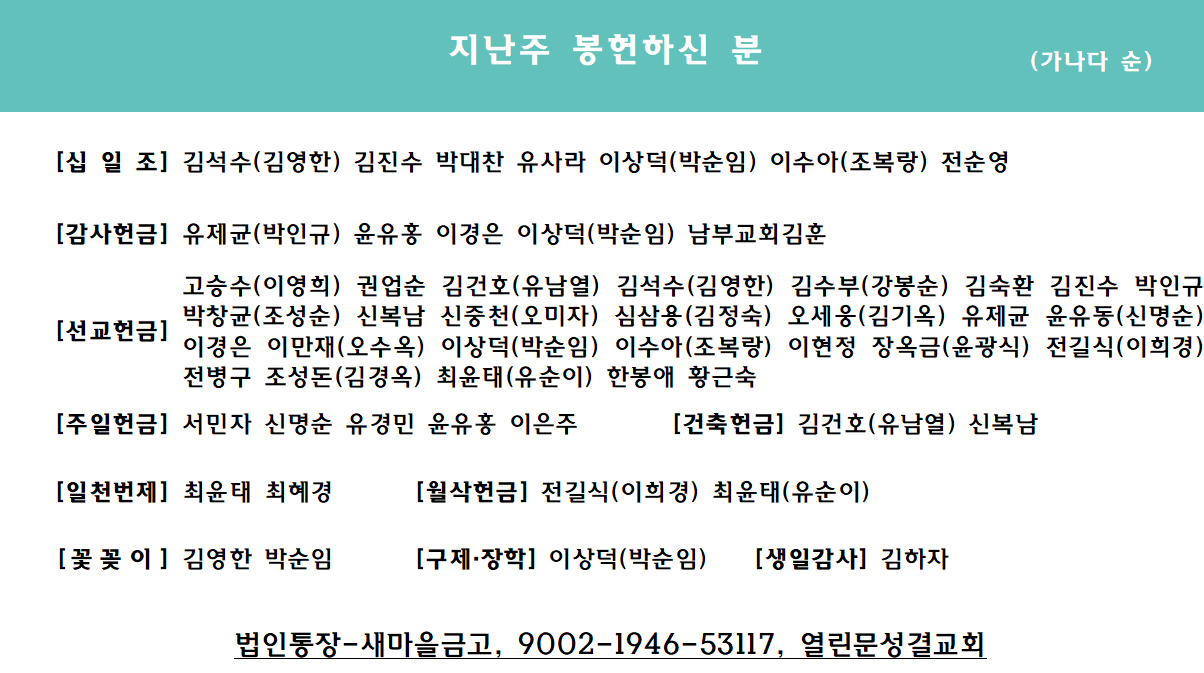 지난주 봉헌하신 분
(가나다 순)
[십 일 조] 김석수(김영한) 김진수 박대찬 유사라 이상덕(박순임) 이수아(조복랑) 전순영
[감사헌금] 유제균(박인규) 윤유홍 이경은 이상덕(박순임) 남부교회김훈
[선교헌금] 고승수(이영희) 권업순 김건호(유남열) 김석수(김영한) 김수부(강봉순) 김숙환 김진수 박인규
박창균(조성순) 신복남 신중천(오미자) 심삼용(김정숙) 오세웅(김기옥) 유제균 윤유동(신명순)
이경은 이만재(오수옥) 이상덕(박순임) 이수아(조복랑) 이현정 장옥금(윤광식) 전길식(이희경)
전병구 조성돈(김경옥) 최윤태(유순이) 한봉애 황근숙
[주일헌금] 서민자 신명순 유경민 윤유홍 이은주 [건축헌금] 김건호(유남열) 신복남
[일천번제] 최윤태 최혜경 [월삭헌금] 전길식(이희경) 최윤태(유순이)
[꽃 꽂 이] 김영한 박순임 [구제·장학] 이상덕(박순임) [생일감사] 김하자
법인통장-새마을금고, 9002-1946-53117, 열린문성결교회